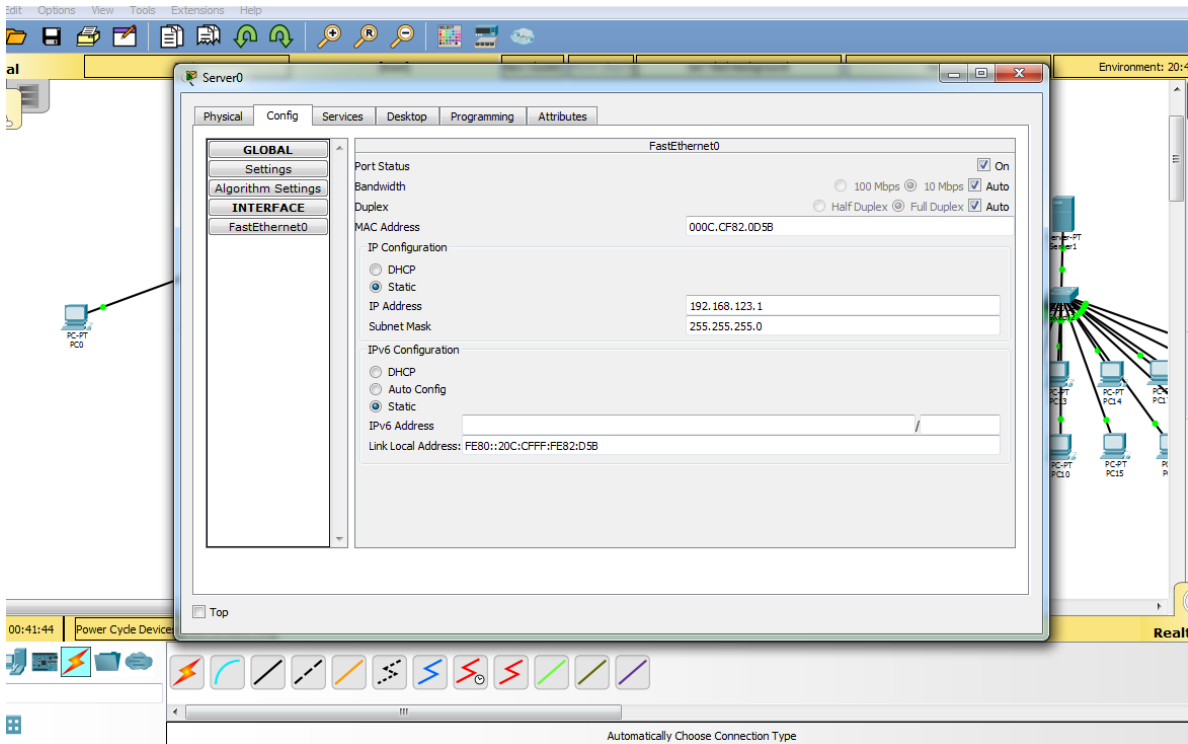 Edit Options View Tools Extensions Help
Server0
Environment: 20:4
Physical Config Services Desktop Programming Attributes
GLOBAL
Settings
Algorithm Settings
INTERFACE
FastEthernet0
FastEthernet0
Port Status On
Bandwidth 100 Mbps 10 Mbps Auto
Duplex Half Duplex Full Duplex Auto
MAC Address 000C.CF82.0D5B
IP Configuration
DHCP
Static
IP Address 192.168.123.1
Subnet Mask 255.255.255.0
IPv6 Configuration
DHCP
Auto Config
Static
IPv6 Address /
Link Local Address: FE80::20C:CFFF:FE82:D5B
Top
PC-PT
PC0
Server1
PC-PT
PC14
PC-PT
PC10
PC-PT
PC15
00:41:44 Power Cycle Device
Realt
Automatically Choose Connection Type